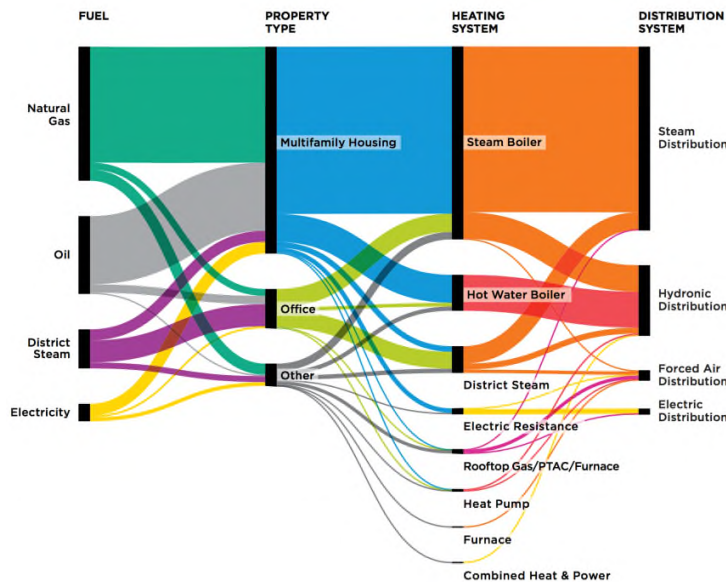 FUEL
PROPERTY
TYPE
HEATING
SYSTEM
DISTRIBUTION
SYSTEM
Natural
Gas
Oil
District
Steam
Electricity
Multifamily Housing
Office
Other
Steam Boiler
Hot Water Boiler
District Steam
Electric Resistance
Rooftop Gas/PTAC/Furnace
Heat Pump
Furnace
Combined Heat & Power
Steam
Distribution
Hydronic
Distribution
Forced Air
Distribution
Electric
Distribution